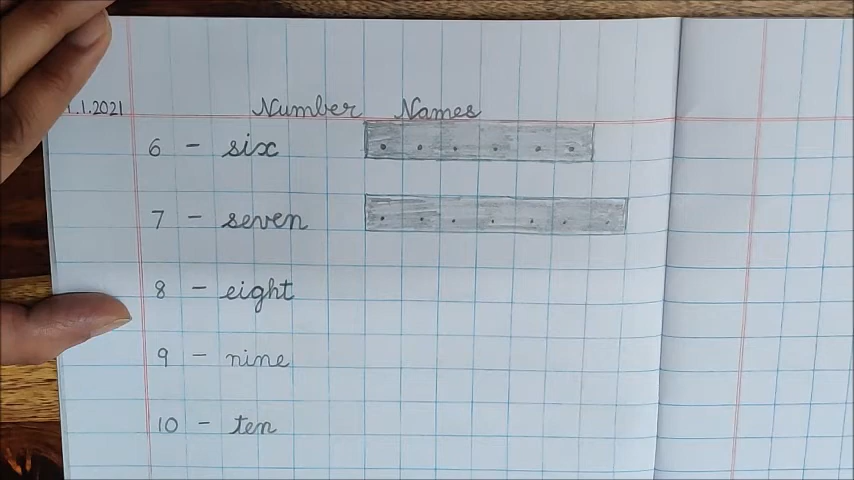 .1.2021
Number Names
6 - six
7 - seven
8 - eight
9 - nine
10 - ten